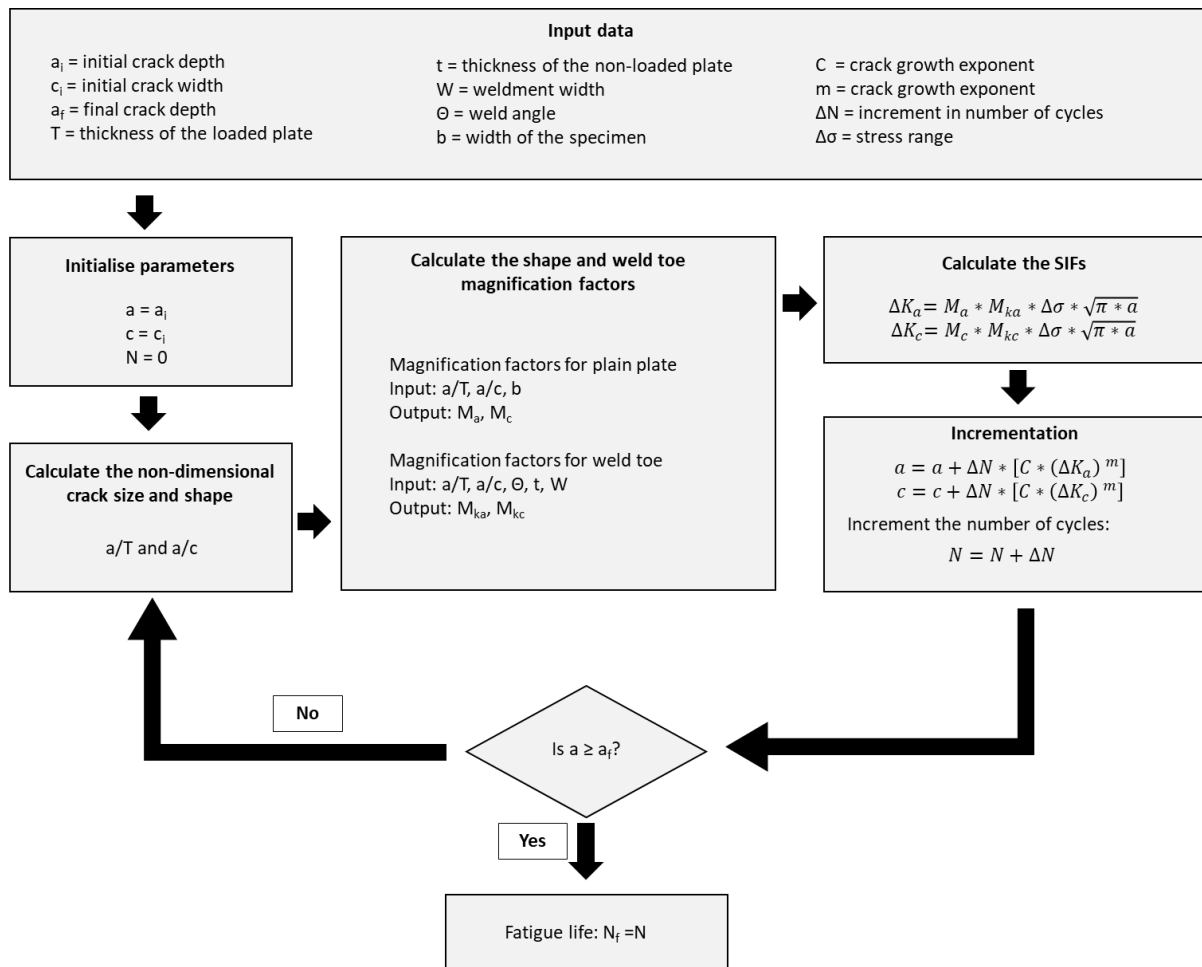 Input data
aᵢ = initial crack depth
cᵢ = initial crack width
a_f = final crack depth
T = thickness of the loaded plate
t = thickness of the non-loaded plate
W = weldment width
Θ = weld angle
b = width of the specimen
C = crack growth exponent
m = crack growth exponent
ΔN = increment in number of cycles
Δσ = stress range
Initialise parameters
a = aᵢ
c = cᵢ
N = 0
Calculate the non-dimensional
crack size and shape
a/T and a/c
Calculate the shape and weld toe
magnification factors
Magnification factors for plain plate
Input: a/T, a/c, b
Output: M_a, M_c
Magnification factors for weld toe
Input: a/T, a/c, Θ, t, W
Output: M_ka, M_kc
Calculate the SIFs
ΔK_a = M_a * M_ka * Δσ * √(π * a)
ΔK_c = M_c * M_kc * Δσ * √(π * a)
Incrementation
a = a + ΔN * [C * (ΔK_a)^m]
c = c + ΔN * [C * (ΔK_c)^m]
Increment the number of cycles:
N = N + ΔN
Is a ≥ a_f?
No
Yes
Fatigue life: N_f =N